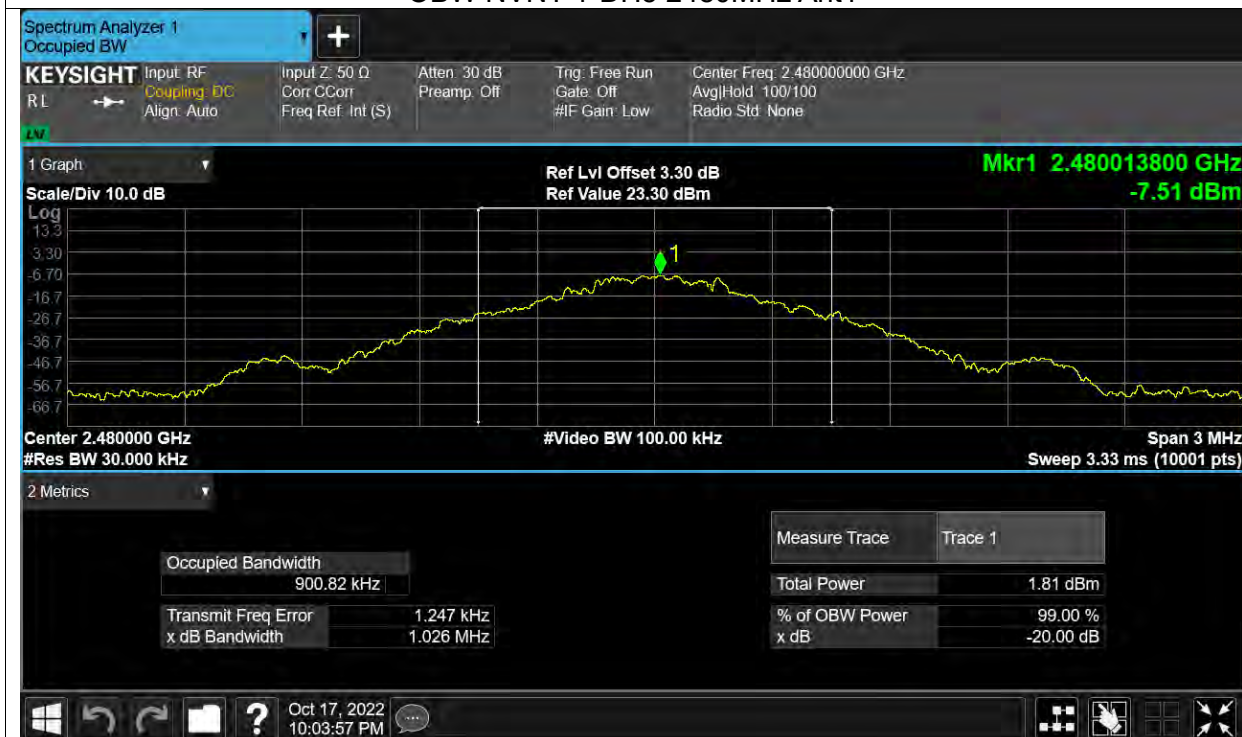 OBW NVNT 1-DH5 2480MHz Ant1
Spectrum Analyzer 1
Occupied BW
KEYSIGHT
RL
Input: RF
Coupling: DC
Align: Auto
Input Z: 50 Ω
Corr CCorr
Freq Ref: Int (S)
Atten: 30 dB
Preamp: Off
Trig: Free Run
Gate: Off
#IF Gain: Low
Center Freq: 2.480000000 GHz
Avg|Hold: 100/100
Radio Std: None
1 Graph
Scale/Div 10.0 dB
Ref Lvl Offset 3.30 dB
Ref Value 23.30 dBm
Mkr1 2.480013800 GHz
-7.51 dBm
Log
13.3
3.30
-6.70
-16.7
-26.7
-36.7
-46.7
-56.7
-66.7
1
Center 2.480000 GHz
#Res BW 30.000 kHz
#Video BW 100.00 kHz
Span 3 MHz
Sweep 3.33 ms (10001 pts)
2 Metrics
Measure Trace Trace 1
Occupied Bandwidth
900.82 kHz
Total Power 1.81 dBm
Transmit Freq Error 1.247 kHz
% of OBW Power 99.00 %
x dB Bandwidth 1.026 MHz
x dB -20.00 dB
?
Oct 17, 2022
10:03:57 PM